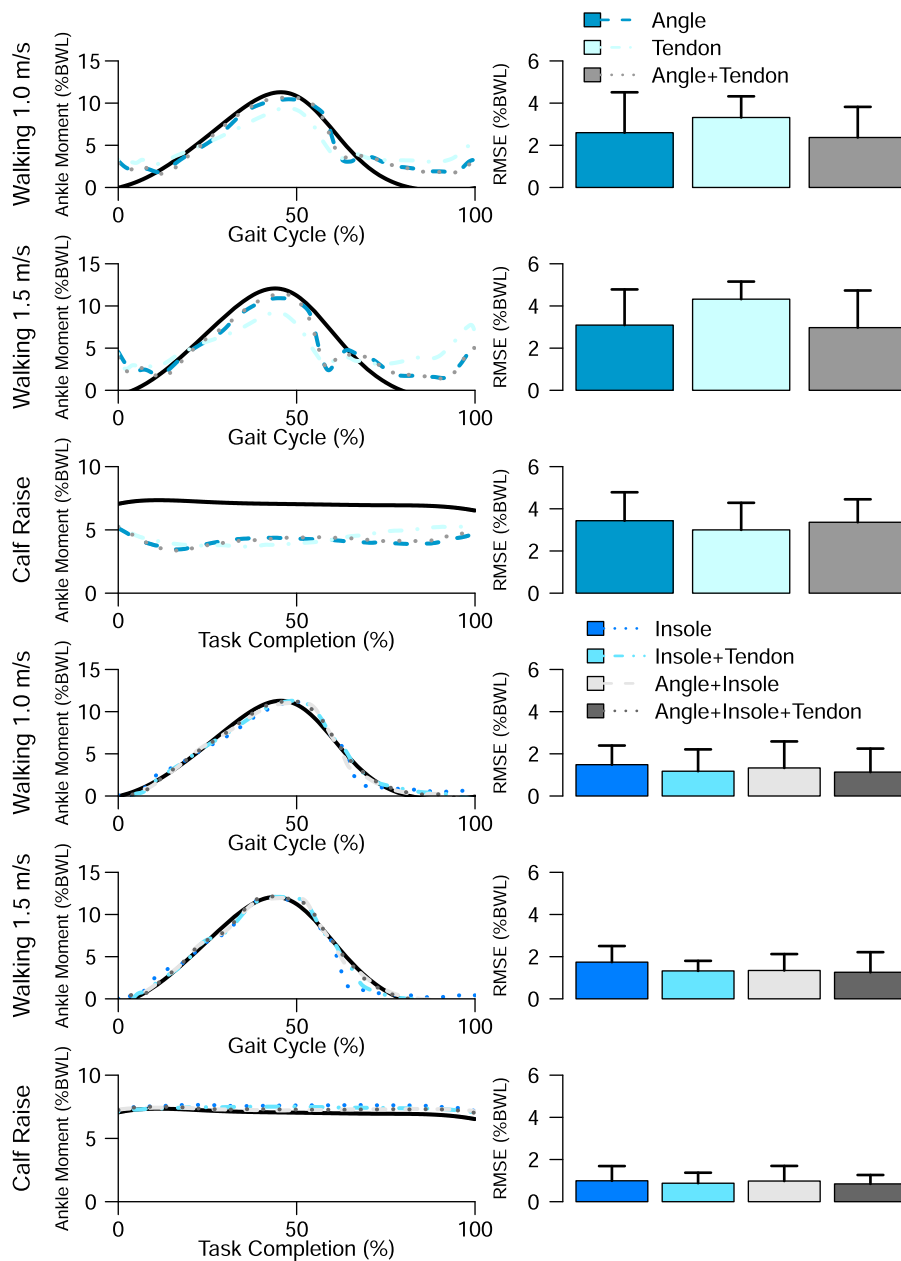 Angle
Tendon
Angle+Tendon
Walking 1.0 m/s
Ankle Moment (%BWL)
15
10
5
0
0 50 100
Gait Cycle (%)
RMSE (%BWL)
6
4
2
0
Walking 1.5 m/s
Ankle Moment (%BWL)
15
10
5
0
0 50 100
Gait Cycle (%)
RMSE (%BWL)
6
4
2
0
Calf Raise
Ankle Moment (%BWL)
10
5
0
0 50 100
Task Completion (%)
RMSE (%BWL)
6
4
2
0
Insole
Insole+Tendon
Angle+Insole
Angle+Insole+Tendon
Walking 1.0 m/s
Ankle Moment (%BWL)
15
10
5
0
0 50 100
Gait Cycle (%)
RMSE (%BWL)
6
4
2
0
Walking 1.5 m/s
Ankle Moment (%BWL)
15
10
5
0
0 50 100
Gait Cycle (%)
RMSE (%BWL)
6
4
2
0
Calf Raise
Ankle Moment (%BWL)
10
5
0
0 50 100
Task Completion (%)
RMSE (%BWL)
6
4
2
0